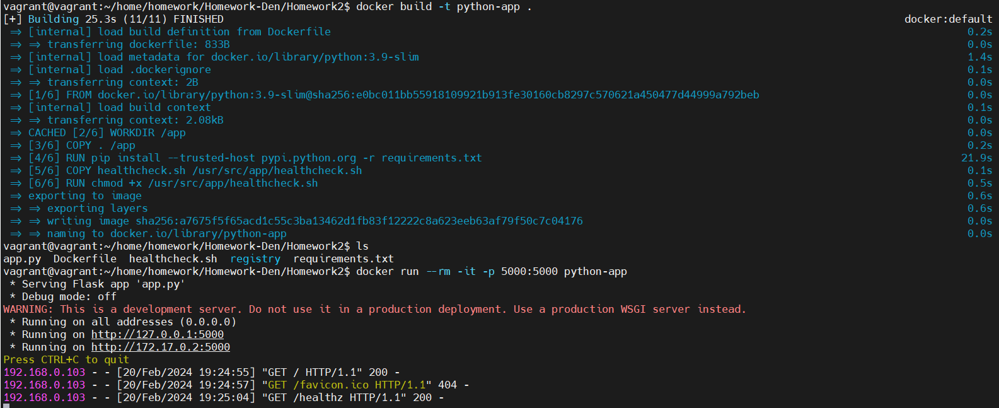 vagrant@vagrant:~/home/homework/Homework-Den/Homework2$ docker build -t python-app .
[+] Building 25.3s (11/11) FINISHED docker:default
=> [internal] load build definition from Dockerfile 0.2s
=> => transferring dockerfile: 833B 0.0s
=> [internal] load metadata for docker.io/library/python:3.9-slim 1.4s
=> [internal] load .dockerignore 0.1s
=> => transferring context: 2B 0.0s
=> [1/6] FROM docker.io/library/python:3.9-slim@sha256:e0bc011bb55918109921b913fe30160cb8297c570621a450477d44999a792beb 0.0s
=> [internal] load build context 0.1s
=> => transferring context: 2.08kB 0.0s
=> CACHED [2/6] WORKDIR /app 0.0s
=> [3/6] COPY . /app 0.2s
=> [4/6] RUN pip install --trusted-host pypi.python.org -r requirements.txt 21.9s
=> [5/6] COPY healthcheck.sh /usr/src/app/healthcheck.sh 0.1s
=> [6/6] RUN chmod +x /usr/src/app/healthcheck.sh 0.5s
=> exporting to image 0.6s
=> => exporting layers 0.6s
=> => writing image sha256:a7675f5f65acd1c55c3ba13462d1fb83f12222c8a623eeb63af79f50c7c04176 0.0s
=> => naming to docker.io/library/python-app 0.0s
vagrant@vagrant:~/home/homework/Homework-Den/Homework2$ ls
app.py Dockerfile healthcheck.sh registry requirements.txt
vagrant@vagrant:~/home/homework/Homework-Den/Homework2$ docker run --rm -it -p 5000:5000 python-app
* Serving Flask app 'app.py'
* Debug mode: off
WARNING: This is a development server. Do not use it in a production deployment. Use a production WSGI server instead.
* Running on all addresses (0.0.0.0)
* Running on http://127.0.0.1:5000
* Running on http://172.17.0.2:5000
Press CTRL+C to quit
192.168.0.103 - - [20/Feb/2024 19:24:55] "GET / HTTP/1.1" 200 -
192.168.0.103 - - [20/Feb/2024 19:24:57] "GET /favicon.ico HTTP/1.1" 404 -
192.168.0.103 - - [20/Feb/2024 19:25:04] "GET /healthz HTTP/1.1" 200 -